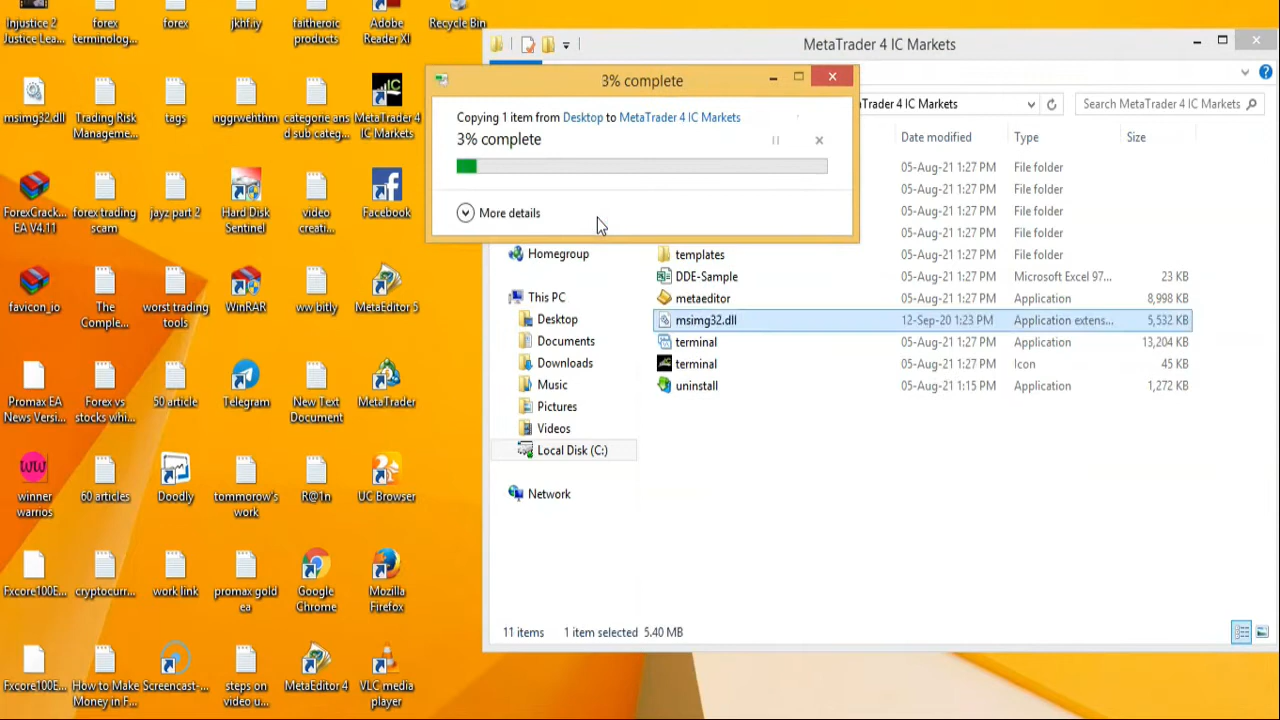 Injustice 2
Justice Lea...
forex
terminolog...
forex
jkhf.iy
faitheroic
products
Adobe
Reader XI
Recycle Bin
msimg32.dll
Trading Risk
Manageme...
tags
nggrwehthm
categorie an
d sub categ...
MetaTrader
4 IC Markets
IC
ForexCrack...
EA V4.11
forex trading
scam
jayz part 2
Hard Disk
Sentinel
video
creati...
Facebook
favicon_io
The
Comple...
worst trading
tools
WinRAR
ww bitly
MetaEditor 5
Promax EA
News Versi...
Forex vs
stocks whi...
50 article
Telegram
New Text
Document
MetaTrader
winner
warrios
60 articles
Doodly
tommorow's
work
R@1n
UC Browser
Fxcore100E...
cryptocurr...
work link
promax gold
ea
Google
Chrome
Mozilla
Firefox
Fxcore100E...
How to Make
Money in F...
Screencast-...
steps on
video u...
MetaEditor 4
VLC media
player
MetaTrader 4 IC Markets
aTrader 4 IC Markets
Search MetaTrader 4 IC Markets
3% complete
Copying 1 item from Desktop to MetaTrader 4 IC Markets
3% complete
More details
Date modified Type Size
05-Aug-21 1:27 PM File folder
05-Aug-21 1:27 PM File folder
05-Aug-21 1:27 PM File folder
05-Aug-21 1:27 PM File folder
templates 05-Aug-21 1:27 PM File folder
DDE-Sample 05-Aug-21 1:27 PM Microsoft Excel 97... 23 KB
metaeditor 05-Aug-21 1:27 PM Application 8,998 KB
msimg32.dll 12-Sep-20 1:23 PM Application extens... 5,532 KB
terminal 05-Aug-21 1:27 PM Application 13,204 KB
terminal 05-Aug-21 1:27 PM Icon 45 KB
uninstall 05-Aug-21 1:15 PM Application 1,272 KB
Homegroup
This PC
Desktop
Documents
Downloads
Music
Pictures
Videos
Local Disk (C:)
Network
11 items 1 item selected 5.40 MB